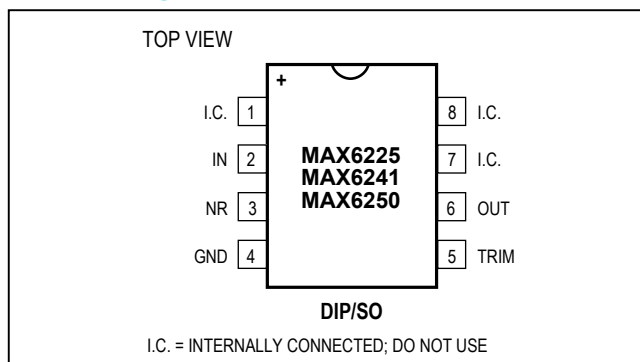 TOP VIEW
+
I.C. 1
IN 2
NR 3
GND 4
MAX6225
MAX6241
MAX6250
8 I.C.
7 I.C.
6 OUT
5 TRIM
DIP/SO
I.C. = INTERNALLY CONNECTED; DO NOT USE